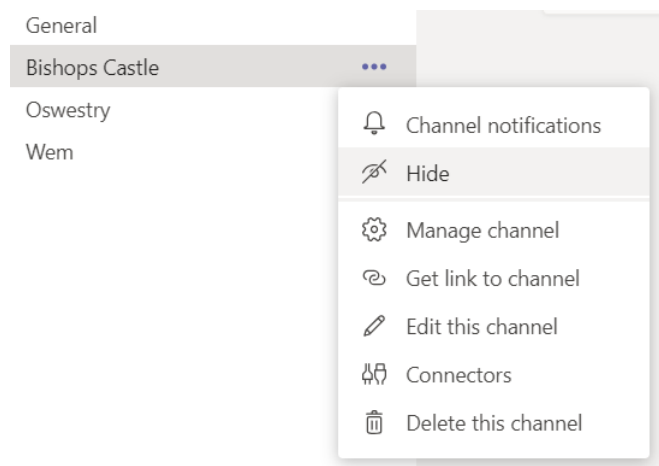 General
Bishops Castle
Oswestry
Wem
Channel notifications
Hide
Manage channel
Get link to channel
Edit this channel
Connectors
Delete this channel